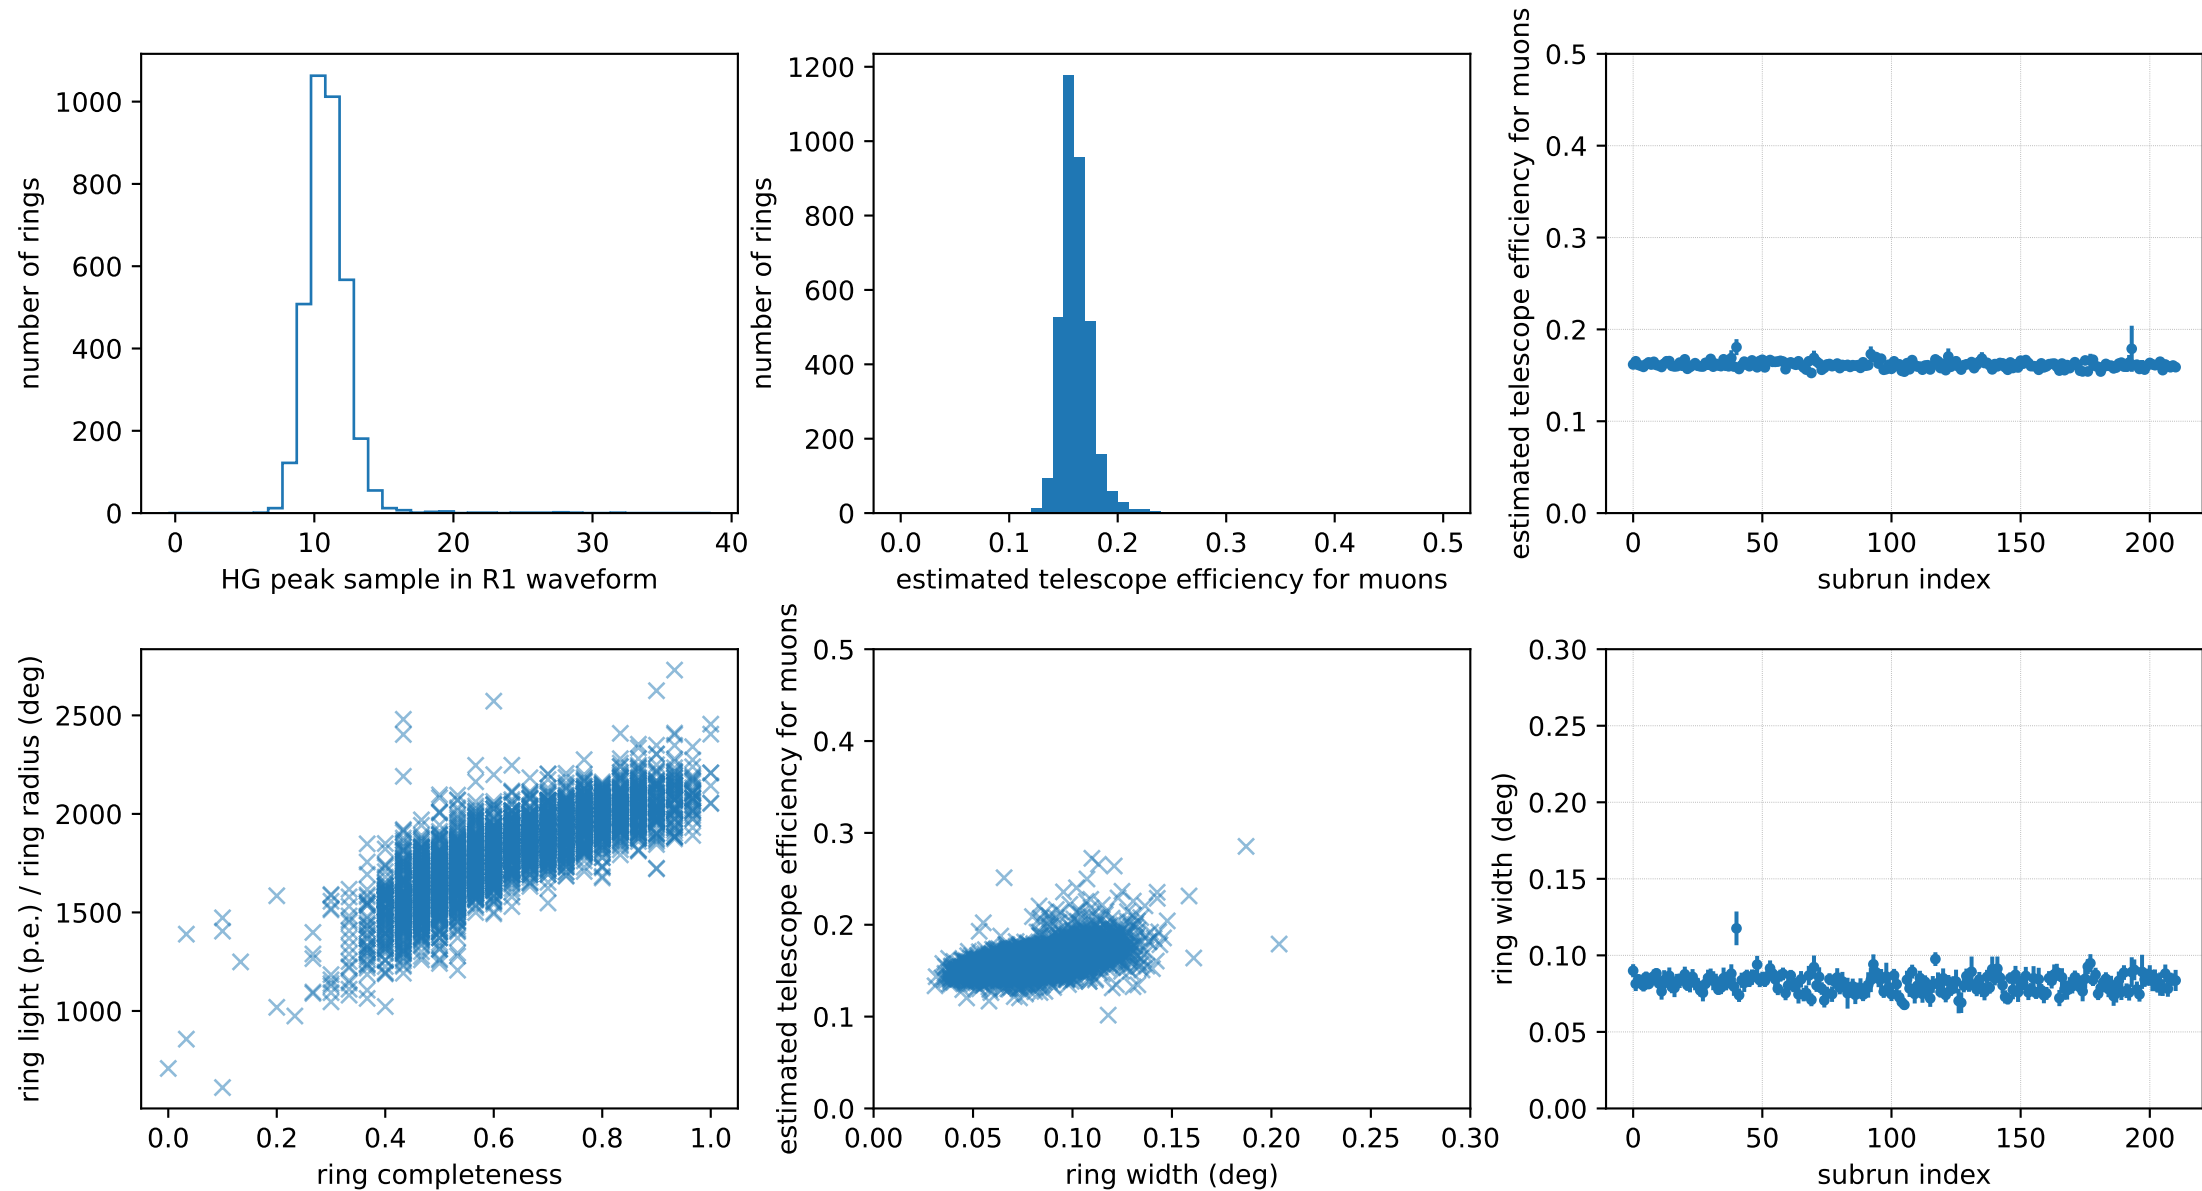 number of rings
1000
800
600
400
200
0
0 10 20 30 40
HG peak sample in R1 waveform
number of rings
1200
1000
800
600
400
200
0
0.0 0.1 0.2 0.3 0.4 0.5
estimated telescope efficiency for muons
estimated telescope efficiency for muons
0.5
0.4
0.3
0.2
0.1
0.0
0 50 100 150 200
subrun index
ring light (p.e.) / ring radius (deg)
2500
2000
1500
1000
0.0 0.2 0.4 0.6 0.8 1.0
ring completeness
estimated telescope efficiency for muons
0.5
0.4
0.3
0.2
0.1
0.0
0.00 0.05 0.10 0.15 0.20 0.25 0.30
ring width (deg)
ring width (deg)
0.30
0.25
0.20
0.15
0.10
0.05
0.00
0 50 100 150 200
subrun index